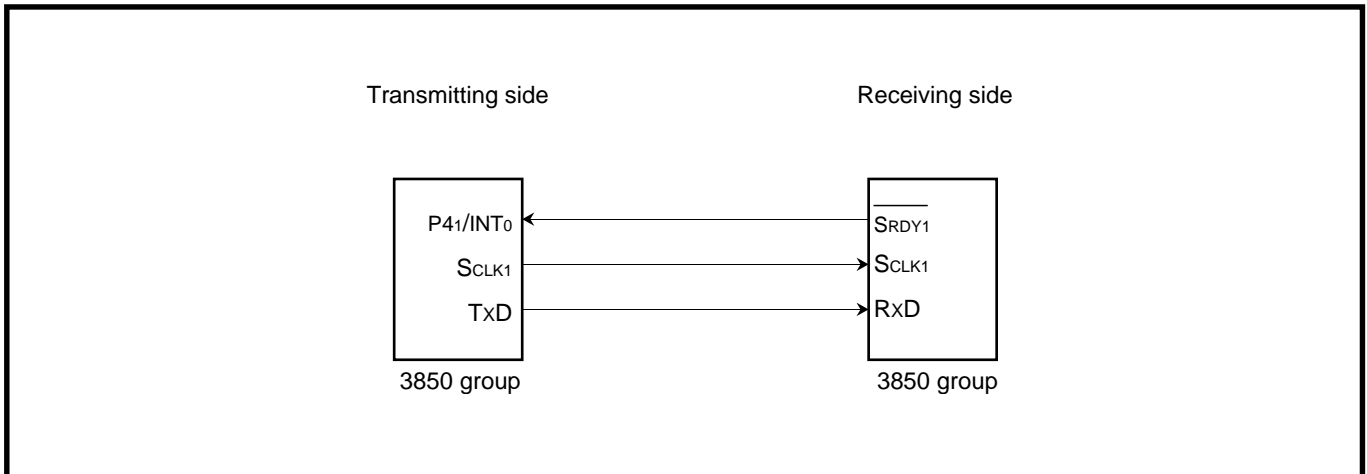 Transmitting side
Receiving side
P41/INT0
SCLK1
TxD
SRDY1
SCLK1
RxD
3850 group
3850 group